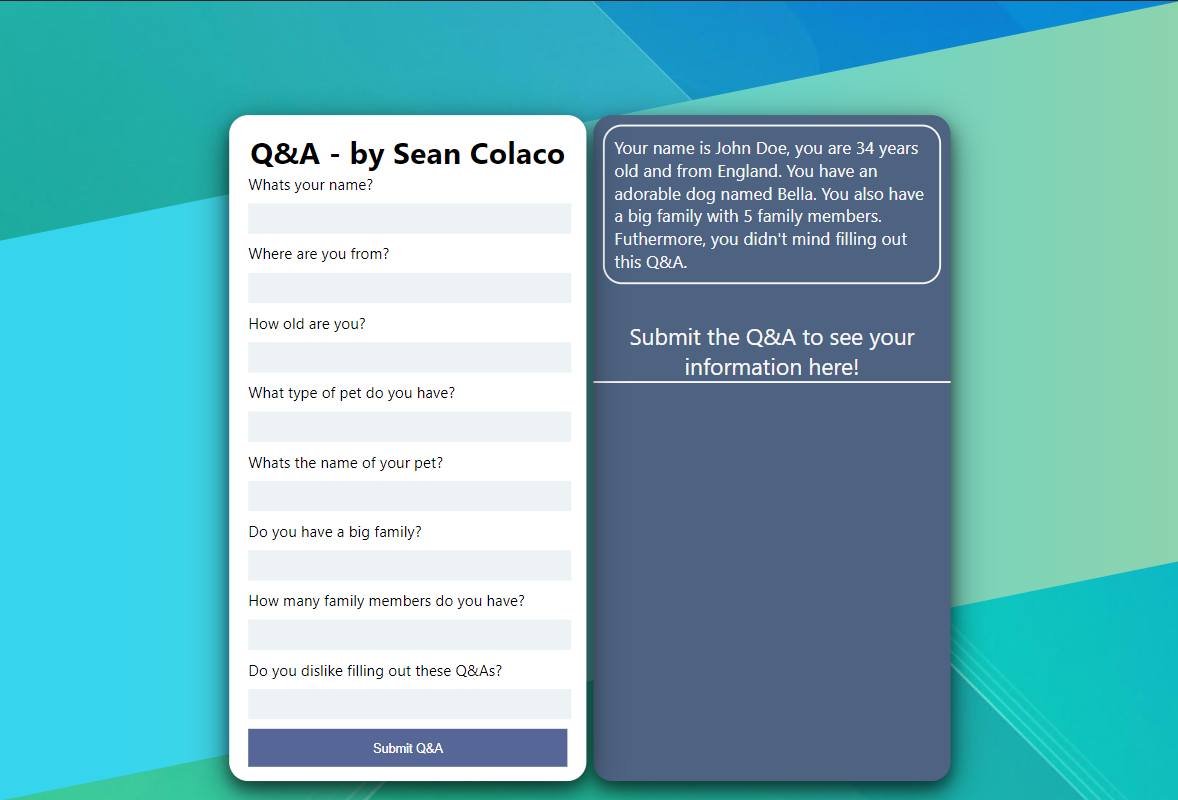 Q&A - by Sean Colaco
Whats your name?
Where are you from?
How old are you?
What type of pet do you have?
Whats the name of your pet?
Do you have a big family?
How many family members do you have?
Do you dislike filling out these Q&As?
Submit Q&A
Your name is John Doe, you are 34 years
old and from England. You have an
adorable dog named Bella. You also have
a big family with 5 family members.
Futhermore, you didn't mind filling out
this Q&A.
Submit the Q&A to see your
information here!